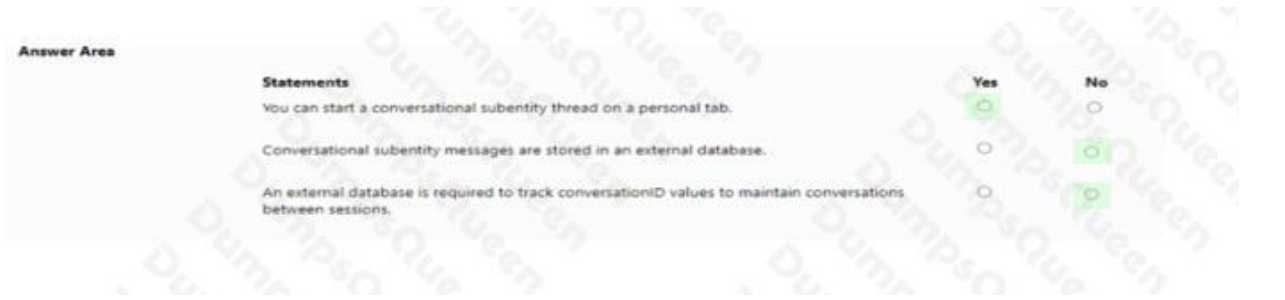 Answer Area
Statements Yes No
You can start a conversational subentity thread on a personal tab.
Conversational subentity messages are stored in an external database.
An external database is required to track conversationID values to maintain conversations
between sessions.
DumpsQueen